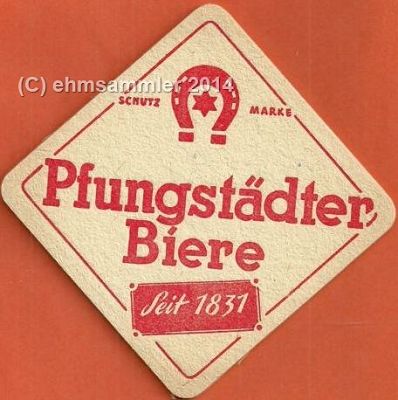 (C) ehmsammler 2014
SCHUTZ MARKE
Pfungstädter
Biere
Seit 1831